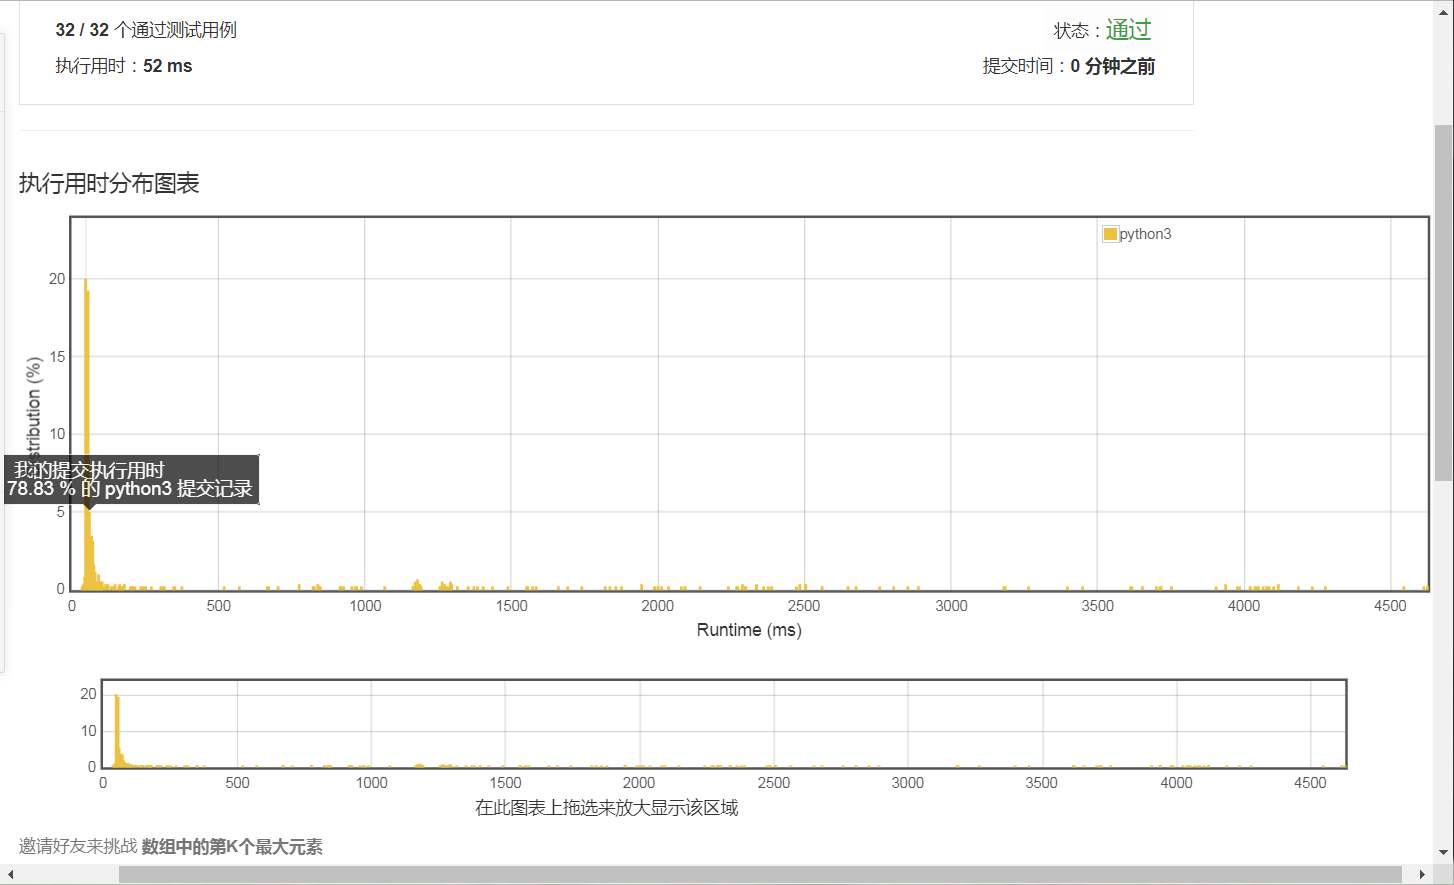 32 / 32 个通过测试用例
状态：通过
执行用时：52 ms
提交时间：0 分钟之前
执行用时分布图表
python3
20
15
10
5
0
我的提交执行用时
78.83 % 的 python3 提交记录
0 500 1000 1500 2000 2500 3000 3500 4000 4500
Runtime (ms)
20
10
0
0 500 1000 1500 2000 2500 3000 3500 4000 4500
在此图表上拖选来放大显示该区域
邀请好友来挑战 数组中的第K个最大元素